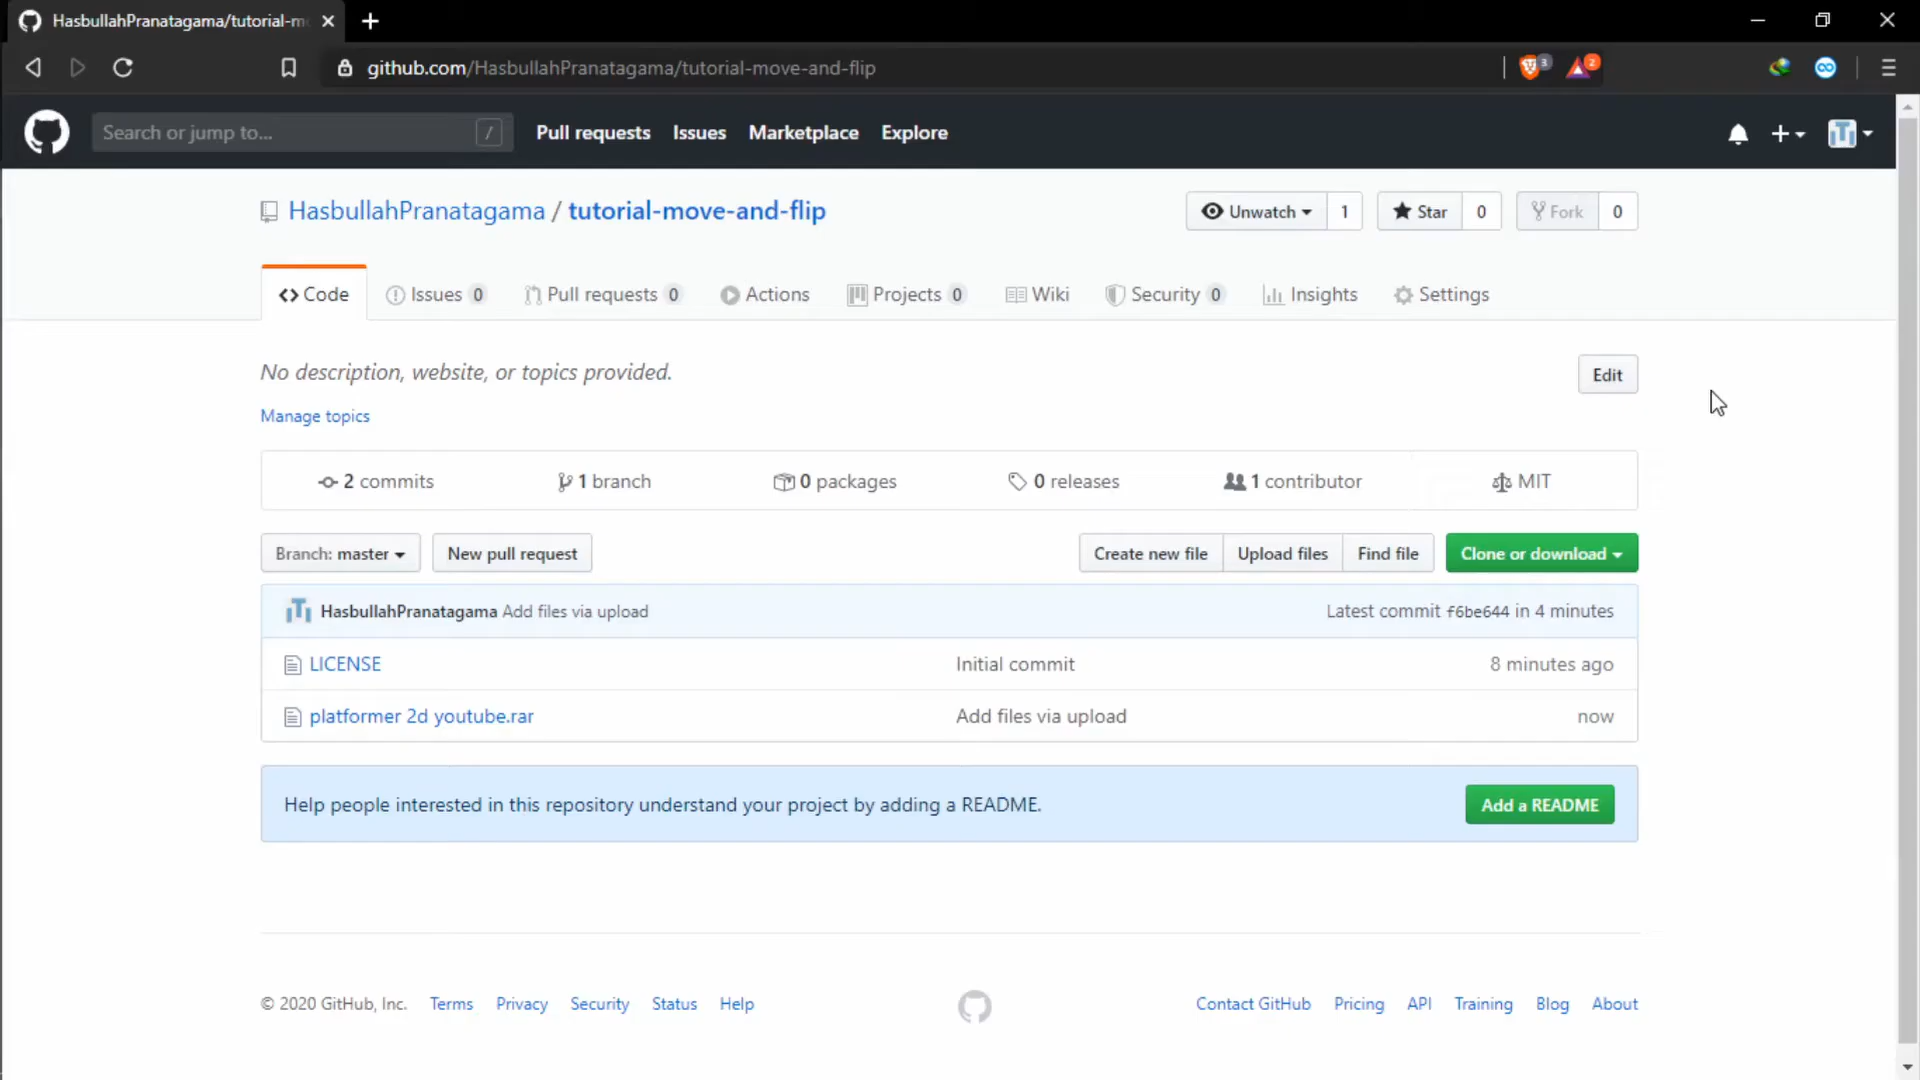 HasbullahPranatagama/tutorial-m
github.com/HasbullahPranatagama/tutorial-move-and-flip
3
2
Search or jump to...
/
Pull requests
Issues
Marketplace
Explore
HasbullahPranatagama / tutorial-move-and-flip
Unwatch 1
Star 0
Fork 0
Code
Issues 0
Pull requests 0
Actions
Projects 0
Wiki
Security 0
Insights
Settings
No description, website, or topics provided.
Edit
Manage topics
2 commits
1 branch
0 packages
0 releases
1 contributor
MIT
Branch: master
New pull request
Create new file
Upload files
Find file
Clone or download
HasbullahPranatagama Add files via upload
Latest commit f6be644 in 4 minutes
LICENSE
Initial commit
8 minutes ago
platformer 2d youtube.rar
Add files via upload
now
Help people interested in this repository understand your project by adding a README.
Add a README
© 2020 GitHub, Inc.
Terms
Privacy
Security
Status
Help
Contact GitHub
Pricing
API
Training
Blog
About